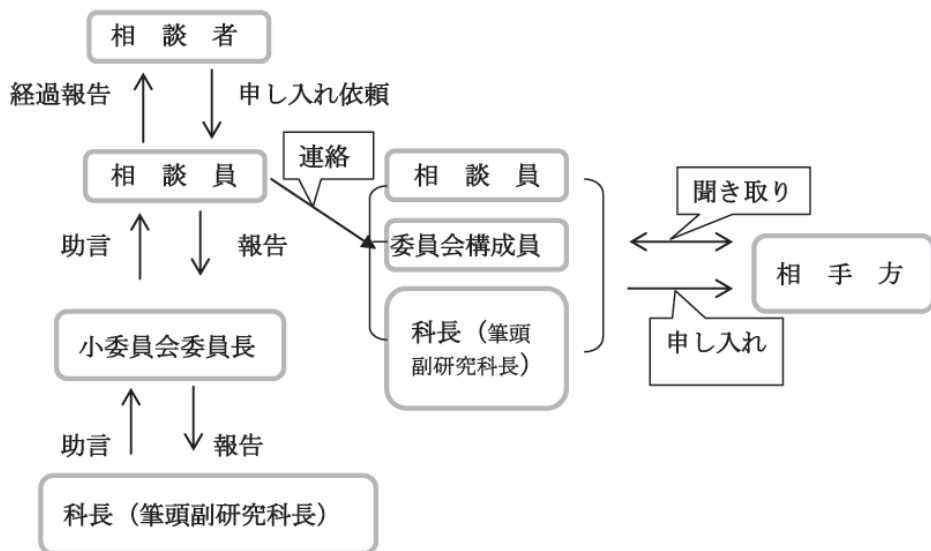 相　談　者
経過報告
申し入れ依頼
連絡
相　談　員
相　談　員
聞き取り
助言
報告
委員会構成員
相　手　方
小委員会委員長
科長（筆頭
副研究科長）
申し入れ
助言
報告
科長（筆頭副研究科長）